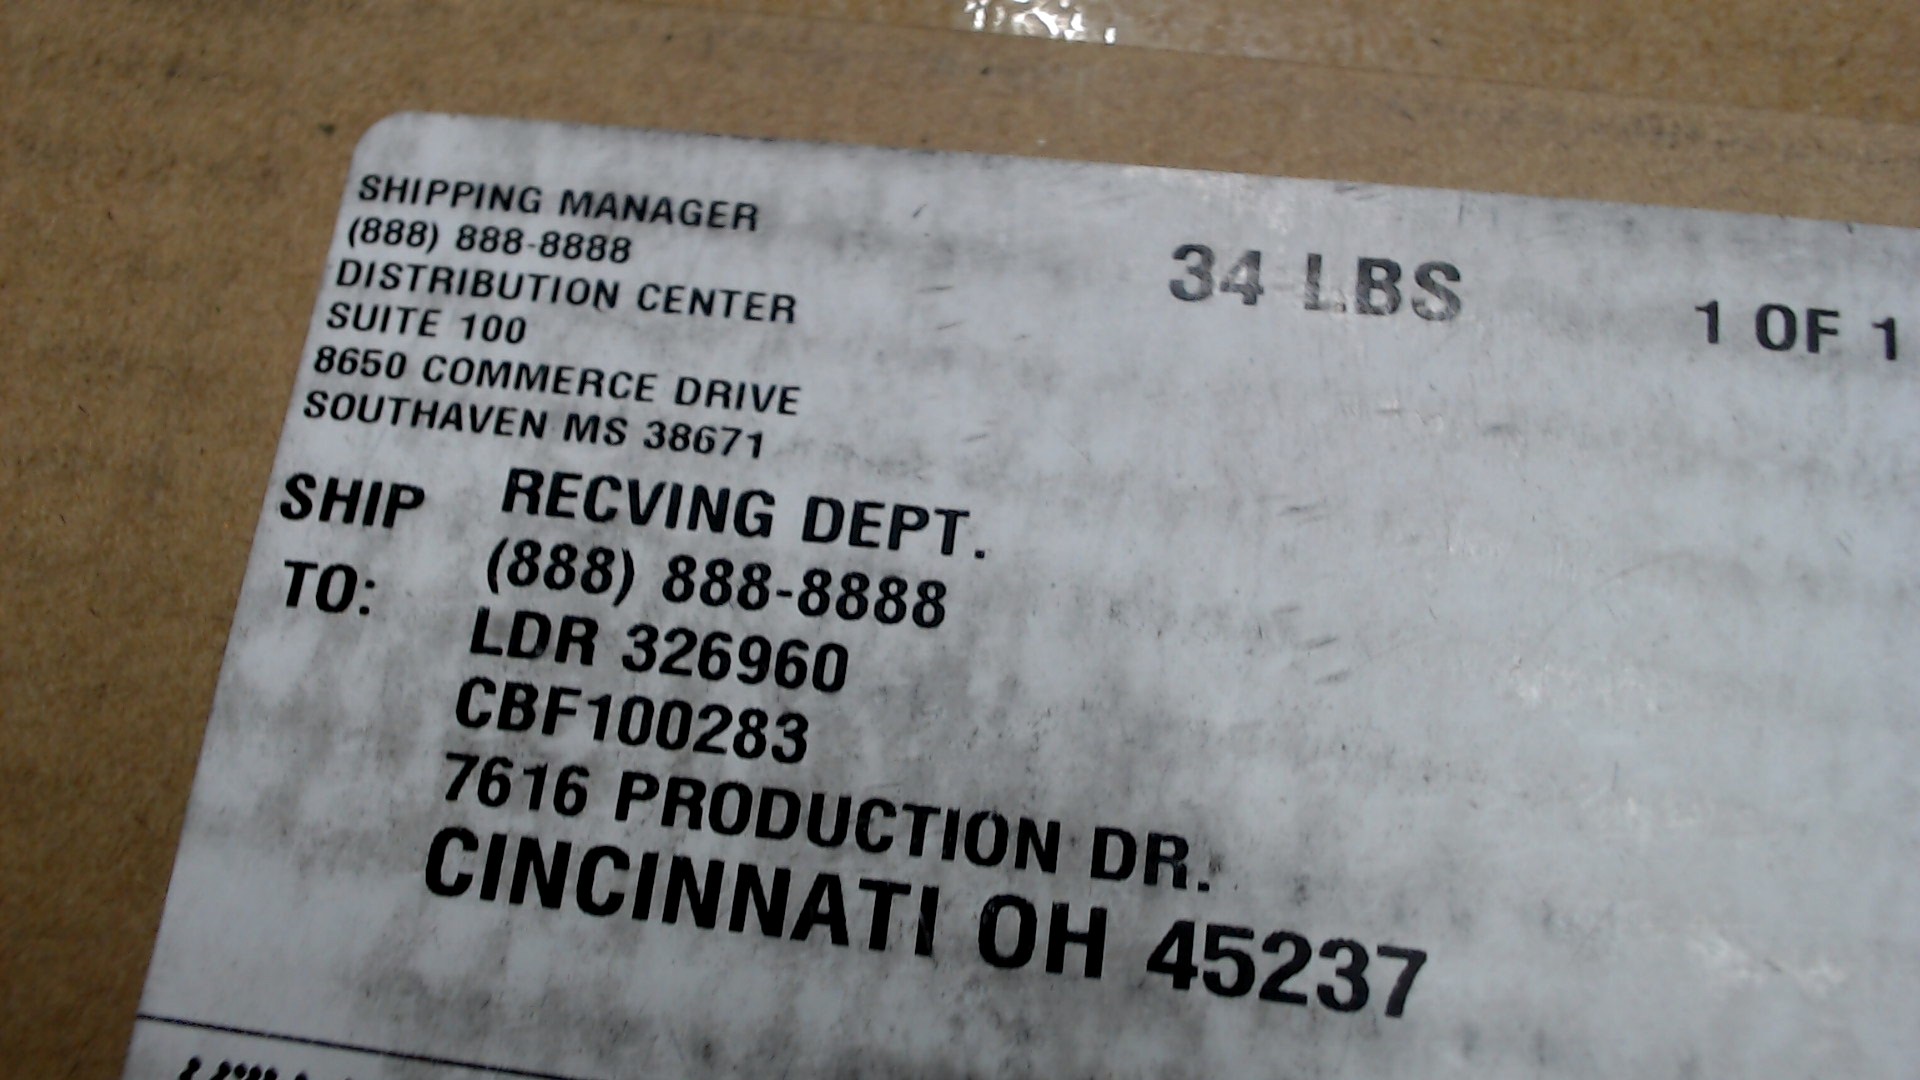 SHIPPING MANAGER
(888) 888-8888
DISTRIBUTION CENTER
SUITE 100
8650 COMMERCE DRIVE
SOUTHAVEN MS 38671
34 LBS
1 OF 1
SHIP TO:
RECVING DEPT.
(888) 888-8888
LDR 326960
CBF100283
7616 PRODUCTION DR.
CINCINNATI OH 45237